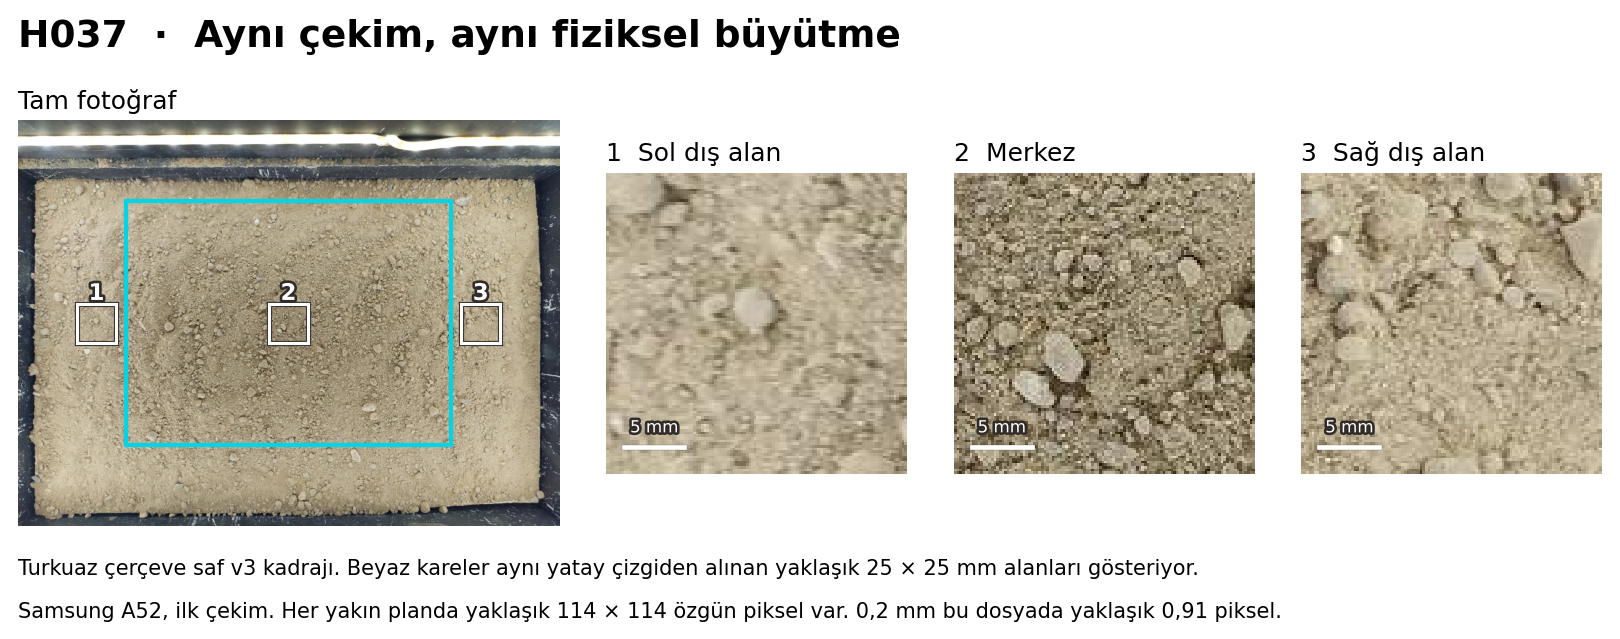 H037 · Aynı çekim, aynı fiziksel büyütme
Tam fotoğraf
1 Sol dış alan
2 Merkez
3 Sağ dış alan
1
2
3
5 mm
5 mm
5 mm
Turkuaz çerçeve saf v3 kadrajı. Beyaz kareler aynı yatay çizgiden alınan yaklaşık 25 × 25 mm alanları gösteriyor.
Samsung A52, ilk çekim. Her yakın planda yaklaşık 114 × 114 özgün piksel var. 0,2 mm bu dosyada yaklaşık 0,91 piksel.